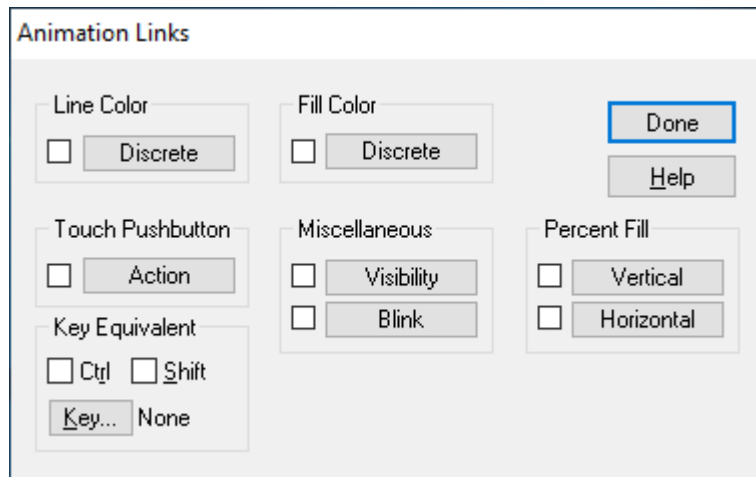 Animation Links
Line Color
Discrete
Fill Color
Discrete
Done
Help
Touch Pushbutton
Action
Miscellaneous
Visibility
Blink
Percent Fill
Vertical
Horizontal
Key Equivalent
Ctrl Shift
Key... None